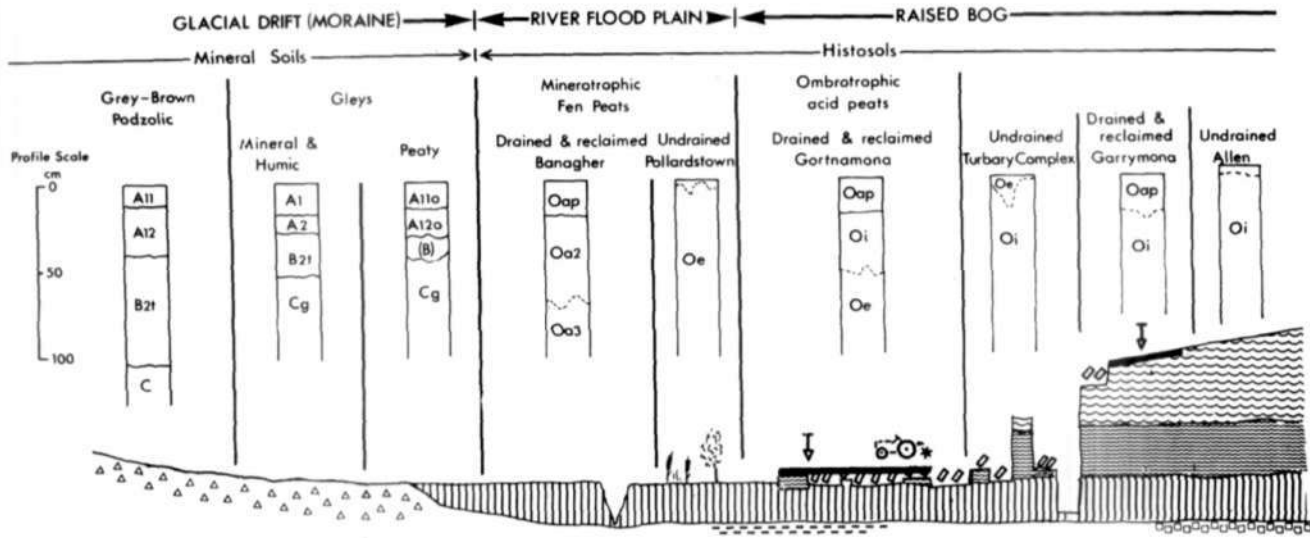 GLACIAL DRIFT (MORAINE) RIVER FLOOD PLAIN RAISED BOG
Mineral Soils Histosols
Grey-Brown
Podzolic
Gleys
Mineral &
Humic
Peaty
Minerotrophic
Fen Peats
Drained & reclaimed
Banagher
Undrained
Pollardstown
Ombrotrophic
acid peats
Drained & reclaimed
Gortnamona
Undrained
Turbary Complex
Drained &
reclaimed
Garrymona
Undrained
Allen
Profile Scale
cm
0
50
100
A11
A12
B2t
C
A1
A2
B2t
Cg
A11o
A12o
(B)
Cg
Oap
Oa2
Oa3
Oe
Oap
Oi
Oe
Oe
Oi
Oap
Oi
Oi